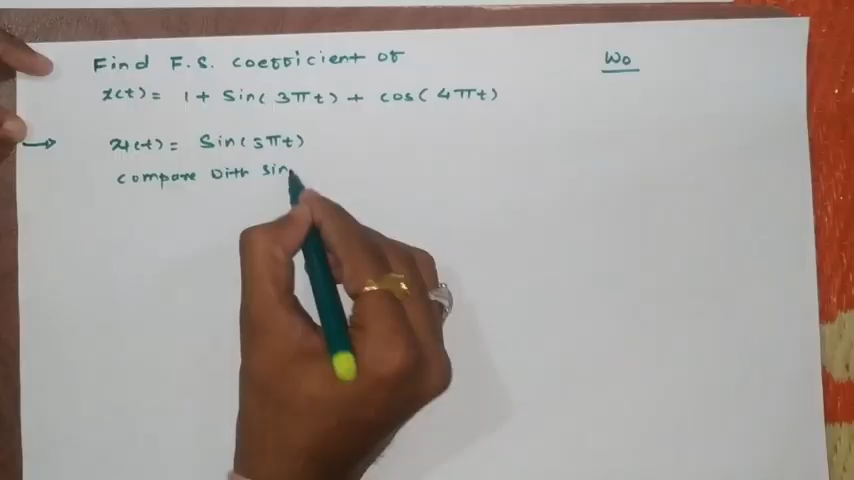 Find F.S. coefficient of
Wo
x(t) = 1 + Sin(3πt) + cos(4πt)
→ x1(t) = Sin(3πt)
compare with sin